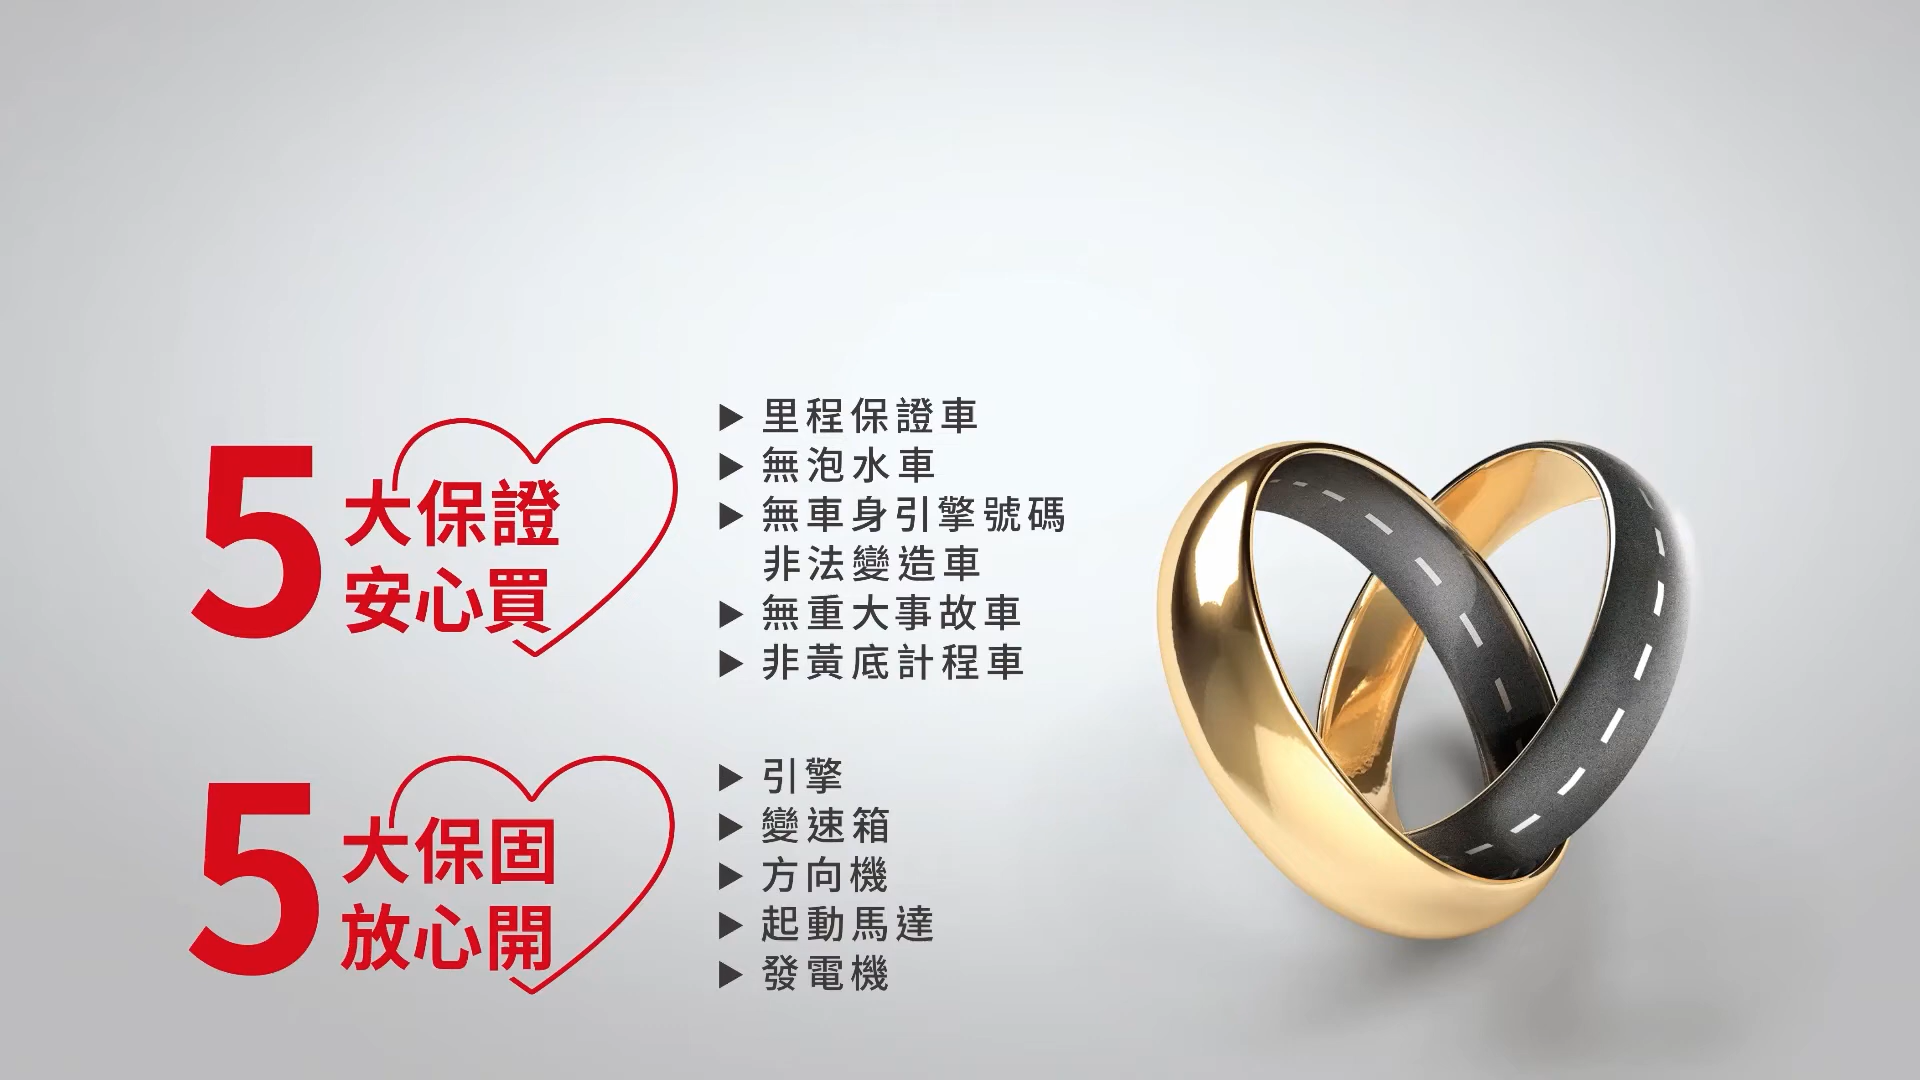 5大保證
安心買
▶ 里程保證車
▶ 無泡水車
▶ 無車身引擎號碼
非法變造車
▶ 無重大事故車
▶ 非黃底計程車
5大保固
放心開
▶ 引擎
▶ 變速箱
▶ 方向機
▶ 起動馬達
▶ 發電機